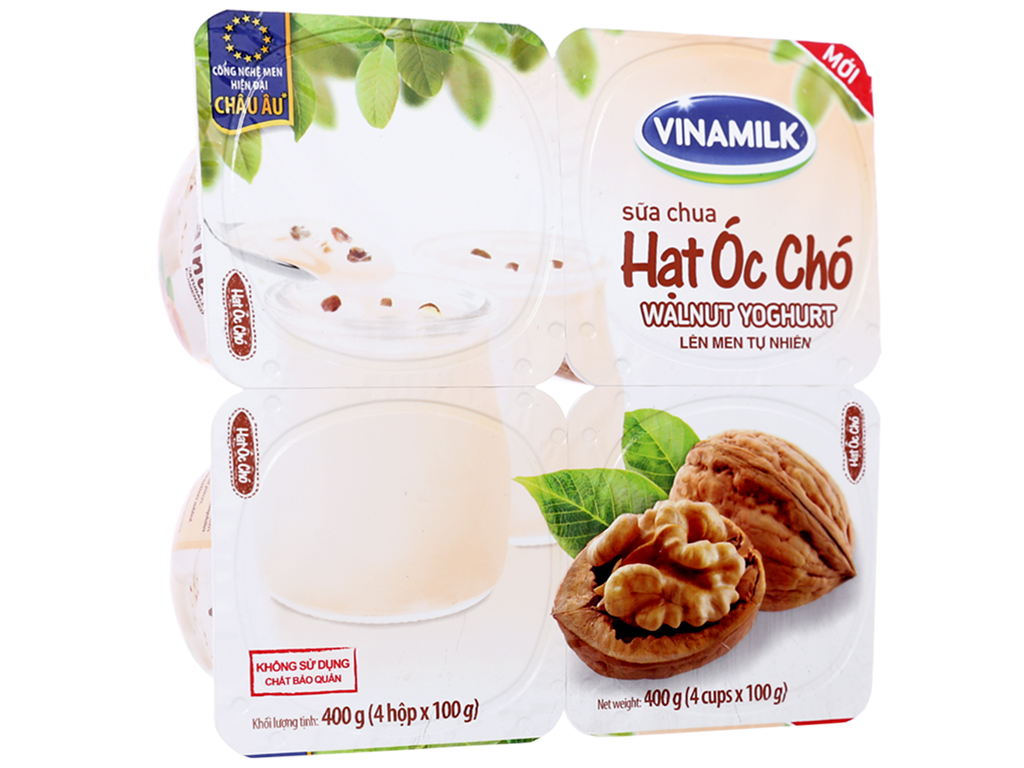 CÔNG NGHỆ MEN
HIỆN ĐẠI
CHÂU ÂU*
MỚI
VINAMILK
sữa chua
Hạt Óc Chó
WALNUT YOGHURT
LÊN MEN TỰ NHIÊN
Hạt Óc Chó
Hạt Óc Chó
Hạt Óc Chó
KHÔNG SỬ DỤNG
CHẤT BẢO QUẢN
Khối lượng tịnh: 400 g (4 hộp x 100 g)
Net weight: 400 g (4 cups x 100 g)